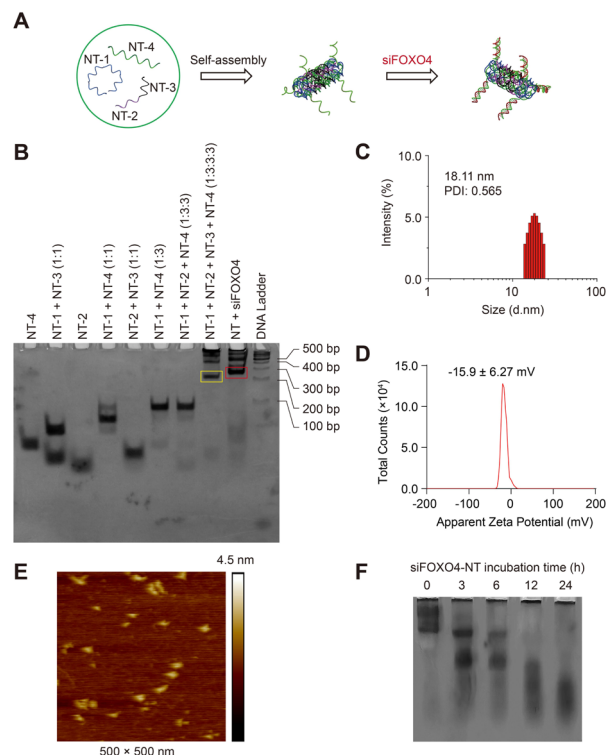 A
NT-1
NT-4
NT-3
NT-2
Self-assembly
siFOXO4
B
NT-4
NT-1 + NT-3 (1:1)
NT-2
NT-1 + NT-4 (1:1)
NT-2 + NT-3 (1:1)
NT-1 + NT-4 (1:3)
NT-1 + NT-2 + NT-4 (1:3:3)
NT-1 + NT-2 + NT-3 + NT-4 (1:3:3:3)
NT + siFOXO4
DNA Ladder
500 bp
400 bp
300 bp
200 bp
100 bp
C
18.11 nm
PDI: 0.565
Intensity (%)
10.0
5.0
0.0
1
10
100
Size (d.nm)
D
-15.9 ± 6.27 mV
Total Counts (×10⁴)
15.0
10.0
5.0
0.0
-200
-100
0
100
200
Apparent Zeta Potential (mV)
E
4.5 nm
0
500 × 500 nm
F
siFOXO4-NT incubation time (h)
0 3 6 12 24